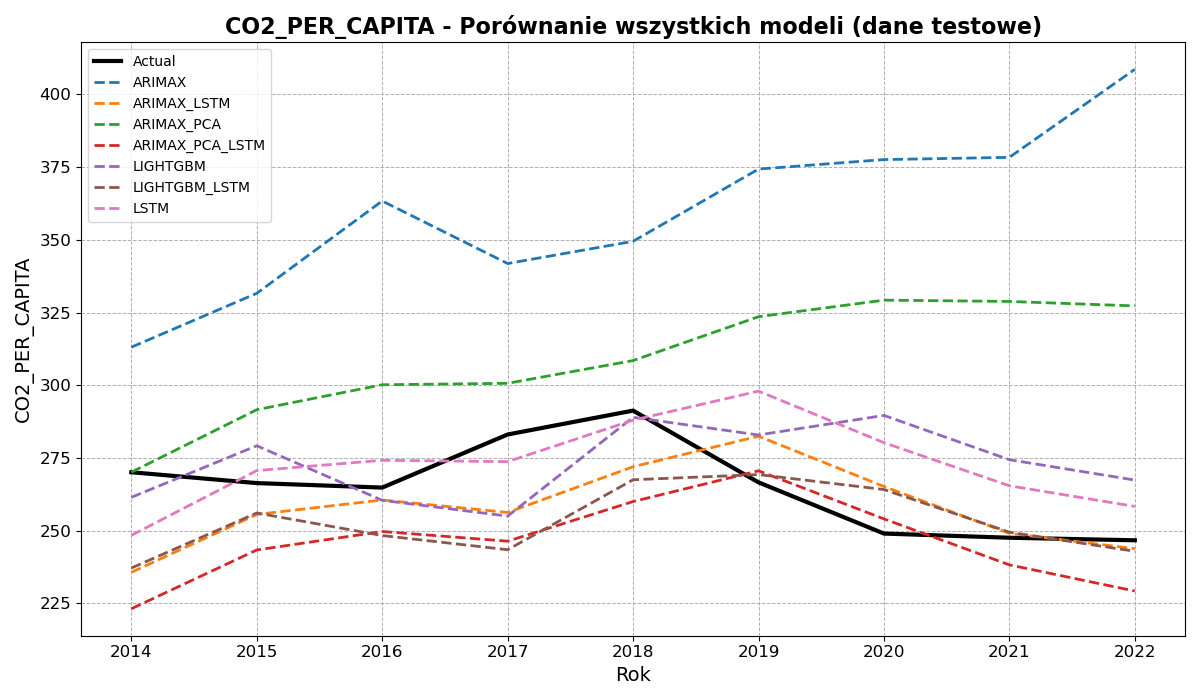 CO2_PER_CAPITA - Porównanie wszystkich modeli (dane testowe)
Actual
ARIMAX
ARIMAX_LSTM
ARIMAX_PCA
ARIMAX_PCA_LSTM
LIGHTGBM
LIGHTGBM_LSTM
LSTM
CO2_PER_CAPITA
400
375
350
325
300
275
250
225
2014 2015 2016 2017 2018 2019 2020 2021 2022
Rok